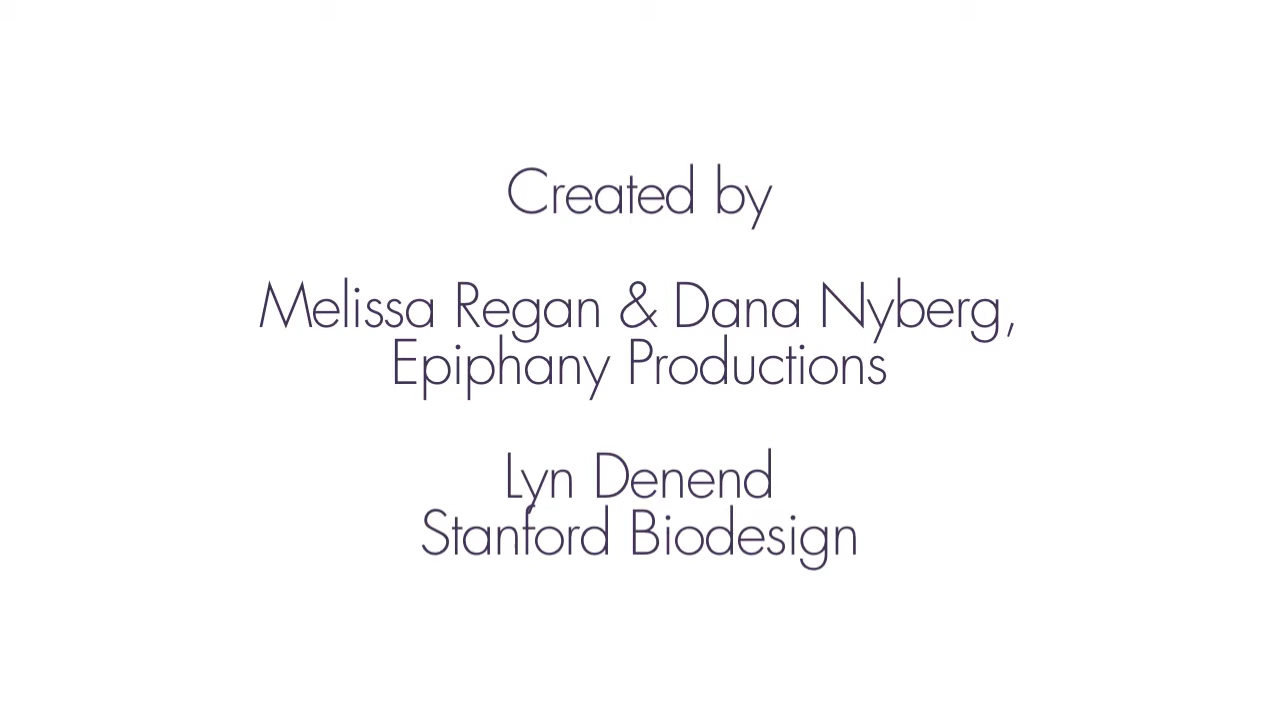 Created by
Melissa Regan & Dana Nyberg,
Epiphany Productions
Lyn Denend
Stanford Biodesign